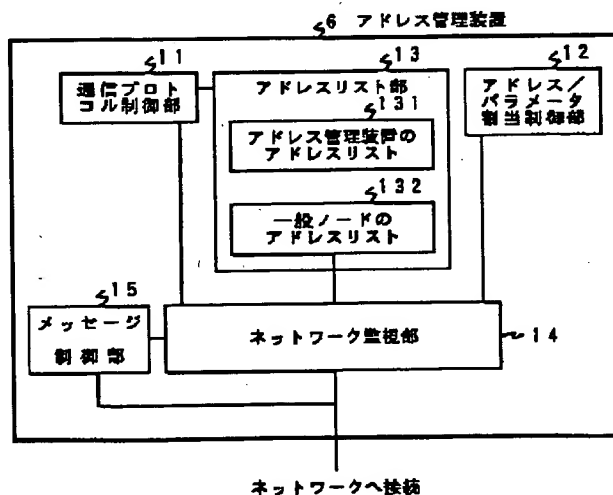 6 アドレス管理装置
11
通信プロト
コル制御部
13
アドレスリスト部
131
アドレス管理装置の
アドレスリスト
132
一般ノードの
アドレスリスト
12
アドレス/
パラメータ
割当制御部
15
メッセージ
制御部
ネットワーク監視部
14
ネットワークへ接続